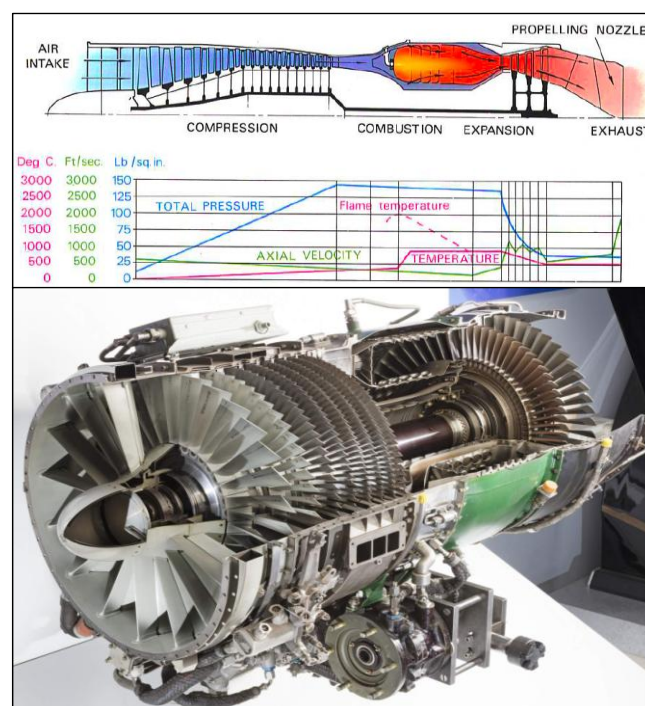 AIR
INTAKE
PROPELLING NOZZLE
COMPRESSION
COMBUSTION
EXPANSION
EXHAUST
Deg C. Ft/sec. Lb/sq.in.
3000 3000 150
2500 2500 125
2000 2000 100
1500 1500 75
1000 1000 50
500 500 25
0 0 0
TOTAL PRESSURE
Flame temperature
AXIAL VELOCITY
TEMPERATURE